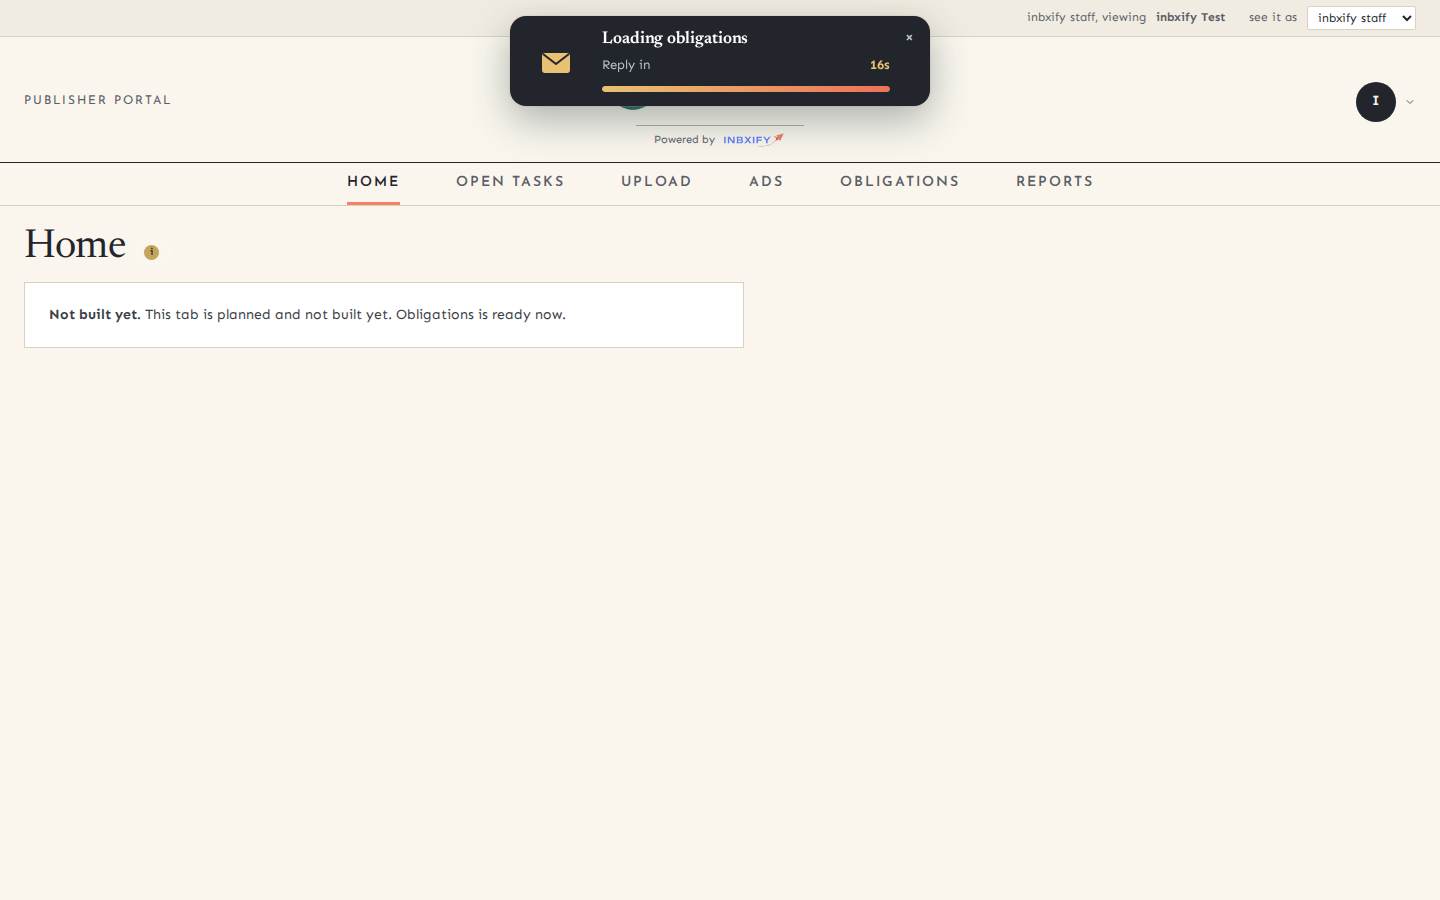 inbxify staff, viewing inbxify Test see it as inbxify staff
Loading obligations ×
Reply in 16s
PUBLISHER PORTAL
I
Powered by INBXIFY
HOME OPEN TASKS UPLOAD ADS OBLIGATIONS REPORTS
Home i
Not built yet. This tab is planned and not built yet. Obligations is ready now.